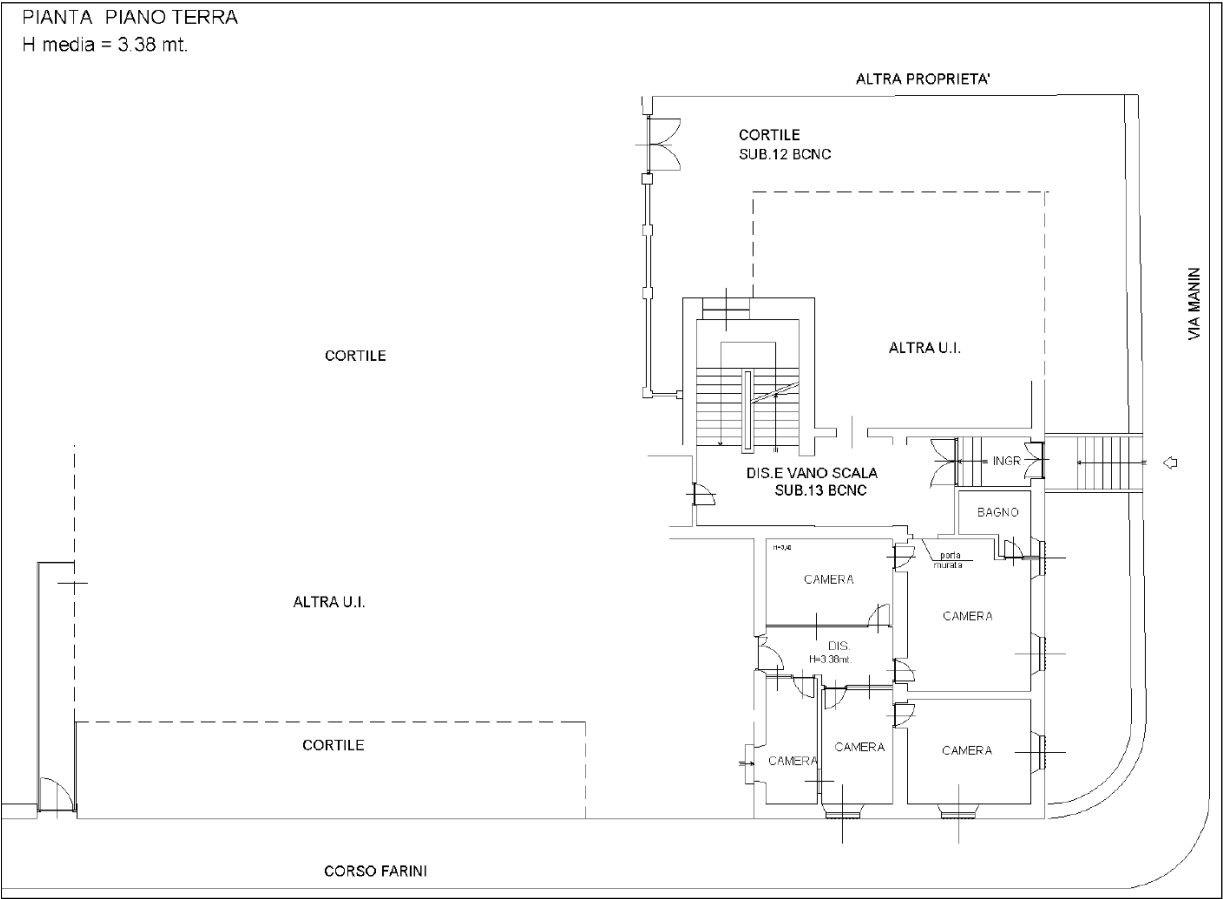 PIANTA PIANO TERRA
H media = 3.38 mt.
ALTRA PROPRIETA'
CORTILE
SUB.12 BCNC
VIA MANIN
ALTRA U.I.
CORTILE
INGR
DIS.E VANO SCALA
SUB.13 BCNC
BAGNO
H=3,40
porta
murata
CAMERA
CAMERA
ALTRA U.I.
DIS.
H=3.38mt.
CORTILE
CAMERA
CAMERA
CAMERA
CORSO FARINI